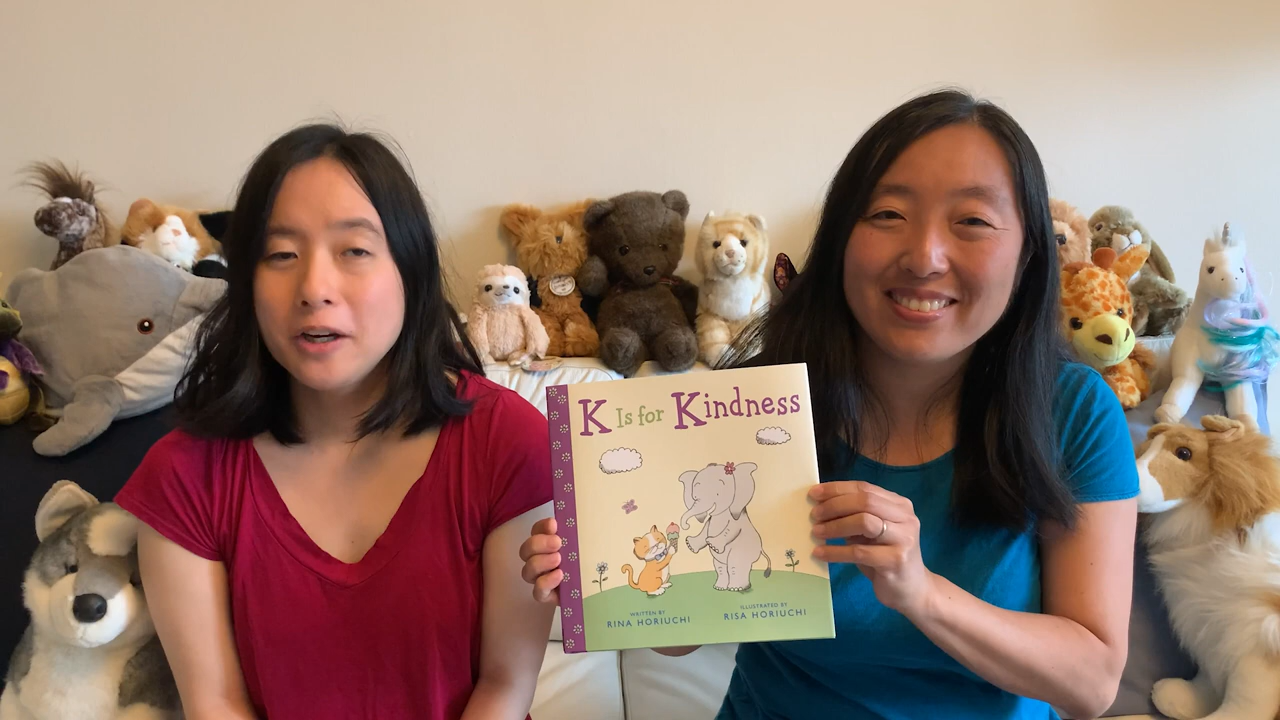 K Is for Kindness
WRITTEN BY
RINA HORIUCHI
ILLUSTRATED BY
RISA HORIUCHI